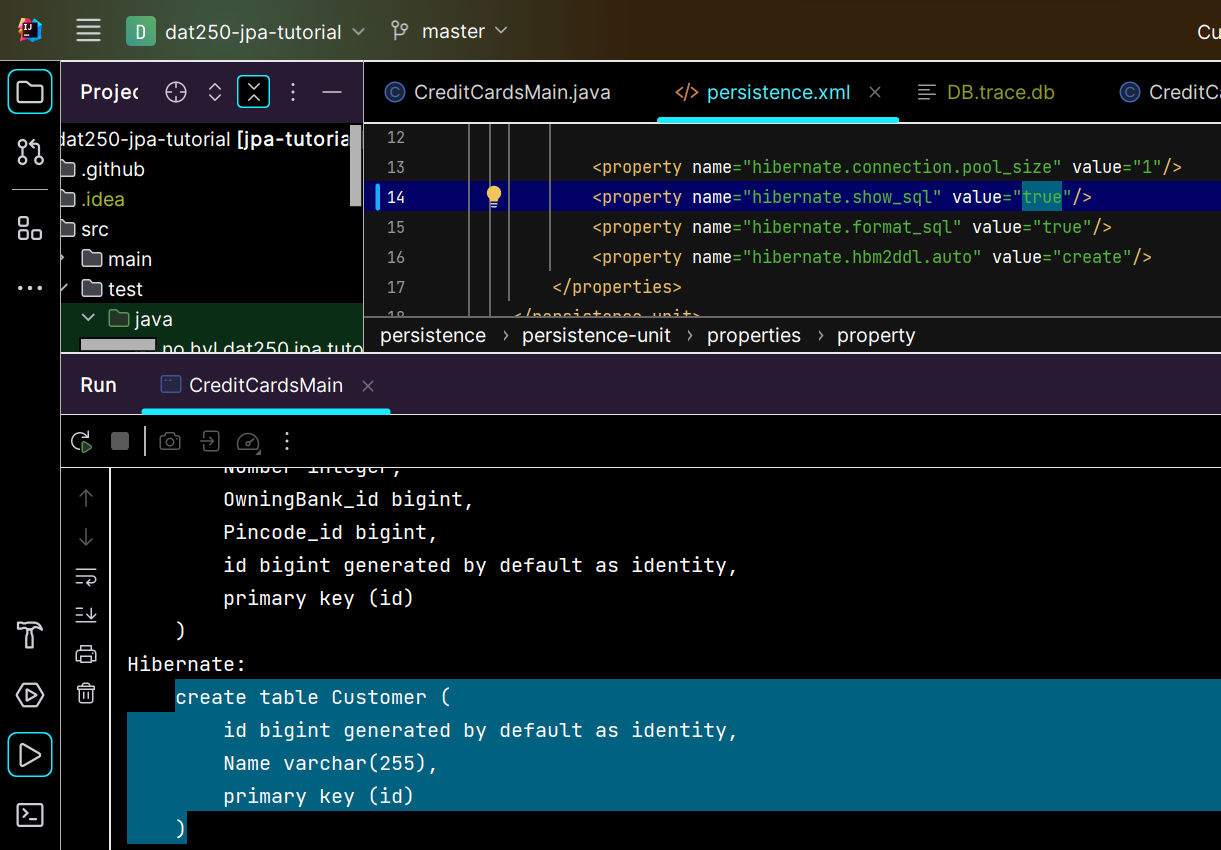 D dat250-jpa-tutorial master Cu
Projec CreditCardsMain.java </> persistence.xml DB.trace.db CreditCa
dat250-jpa-tutorial [jpa-tutoria
.github
.idea
src
main
test
java
no.hvl.dat250.jpa.tuto
12
13 <property name="hibernate.connection.pool_size" value="1"/>
14 <property name="hibernate.show_sql" value="true"/>
15 <property name="hibernate.format_sql" value="true"/>
16 <property name="hibernate.hbm2ddl.auto" value="create"/>
17 </properties>
18 </persistence-unit>
persistence › persistence-unit › properties › property
Run CreditCardsMain
Number integer,
OwningBank_id bigint,
Pincode_id bigint,
id bigint generated by default as identity,
primary key (id)
)
Hibernate:
create table Customer (
id bigint generated by default as identity,
Name varchar(255),
primary key (id)
)